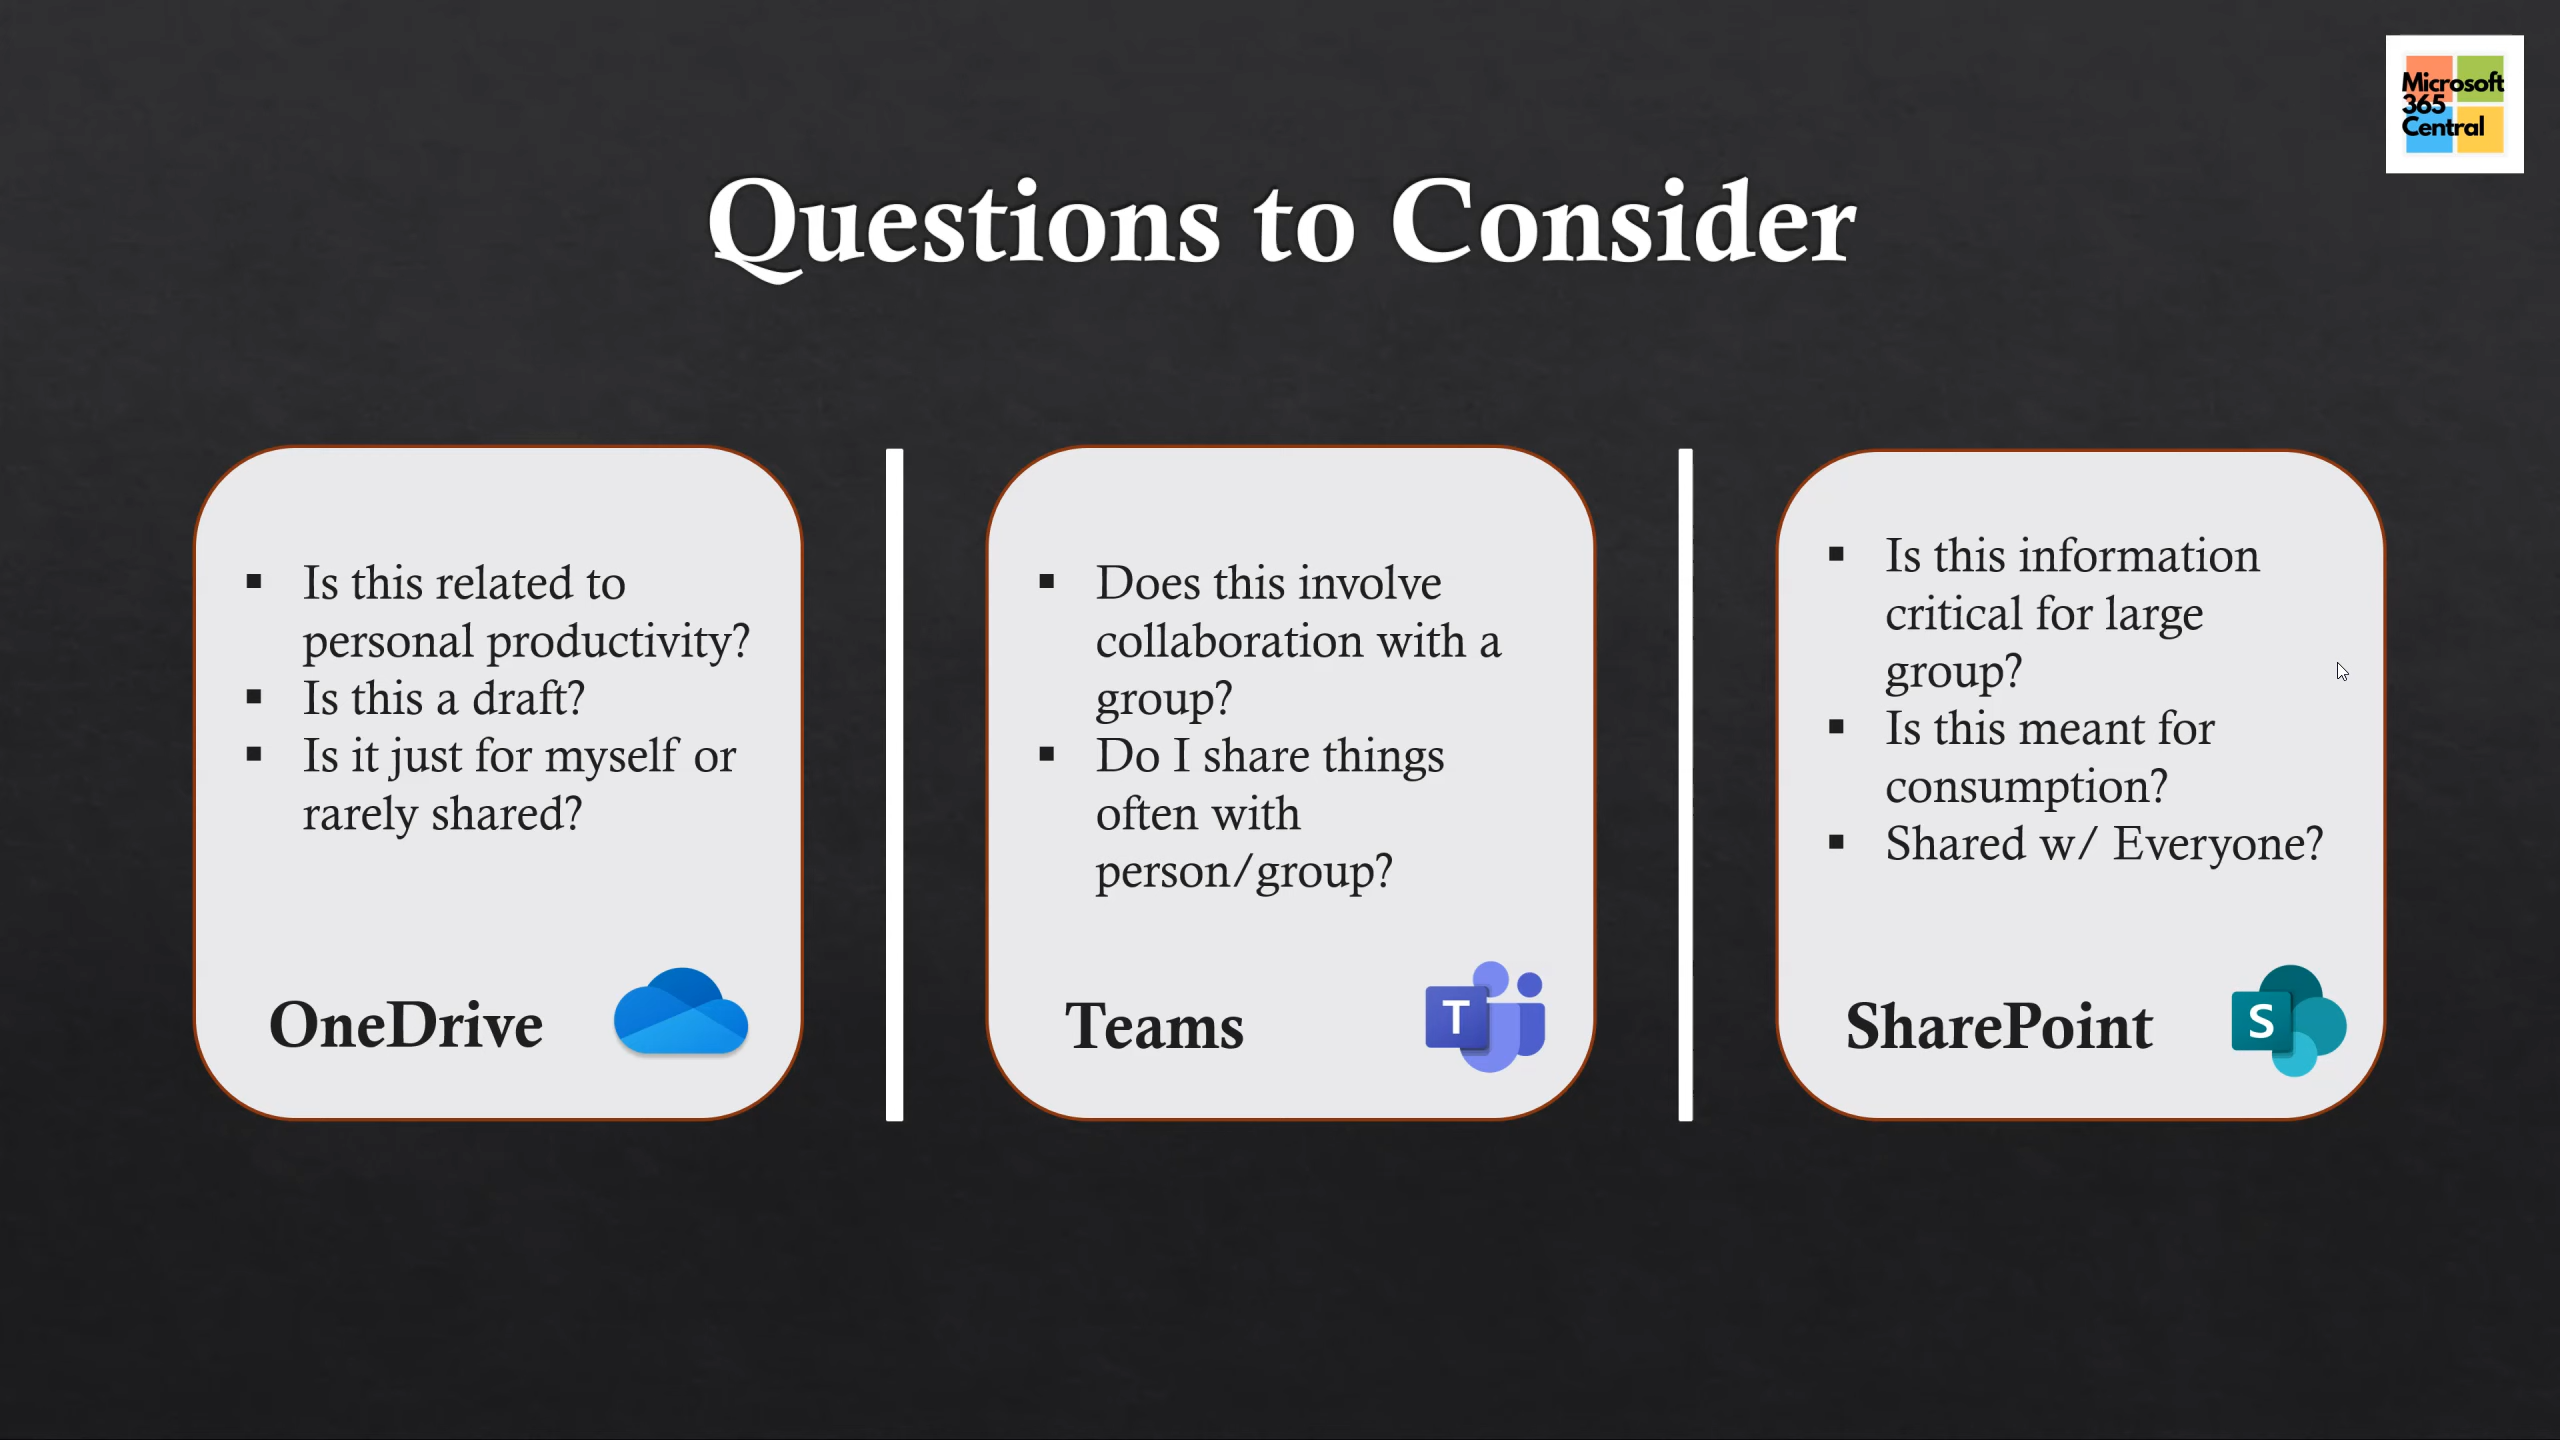 Microsoft
365
Central
Questions to Consider
▪ Is this related to
personal productivity?
▪ Is this a draft?
▪ Is it just for myself or
rarely shared?
OneDrive
▪ Does this involve
collaboration with a
group?
▪ Do I share things
often with
person/group?
Teams
T
▪ Is this information
critical for large
group?
▪ Is this meant for
consumption?
▪ Shared w/ Everyone?
SharePoint
S